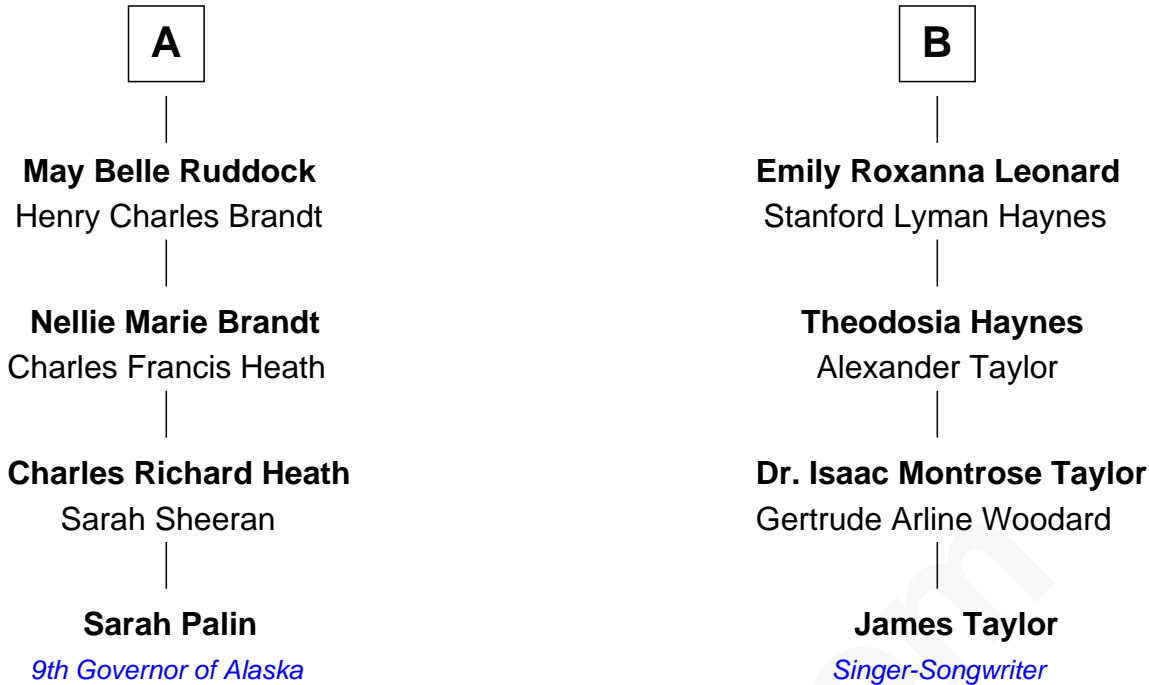 A
May Belle Ruddock
Henry Charles Brandt
Nellie Marie Brandt
Charles Francis Heath
Charles Richard Heath
Sarah Sheeran
Sarah Palin
9th Governor of Alaska
B
Emily Roxanna Leonard
Stanford Lyman Haynes
Theodosia Haynes
Alexander Taylor
Dr. Isaac Montrose Taylor
Gertrude Arline Woodard
James Taylor
Singer-Songwriter